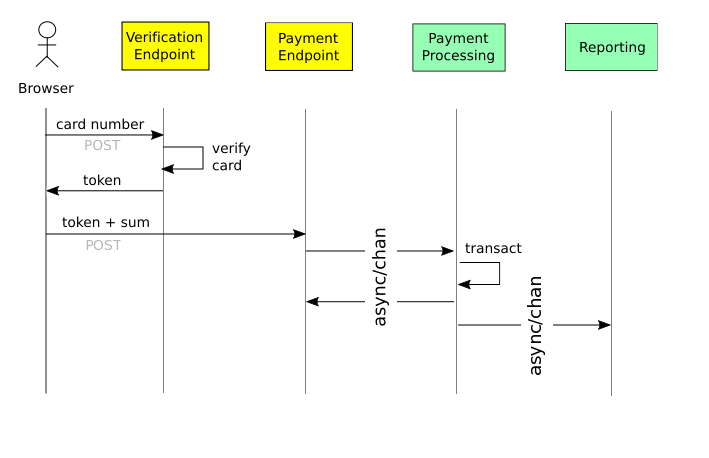 Verification
Endpoint
Payment
Endpoint
Payment
Processing
Reporting
Browser
card number
POST
verify
card
token
token + sum
POST
async/chan
transact
async/chan